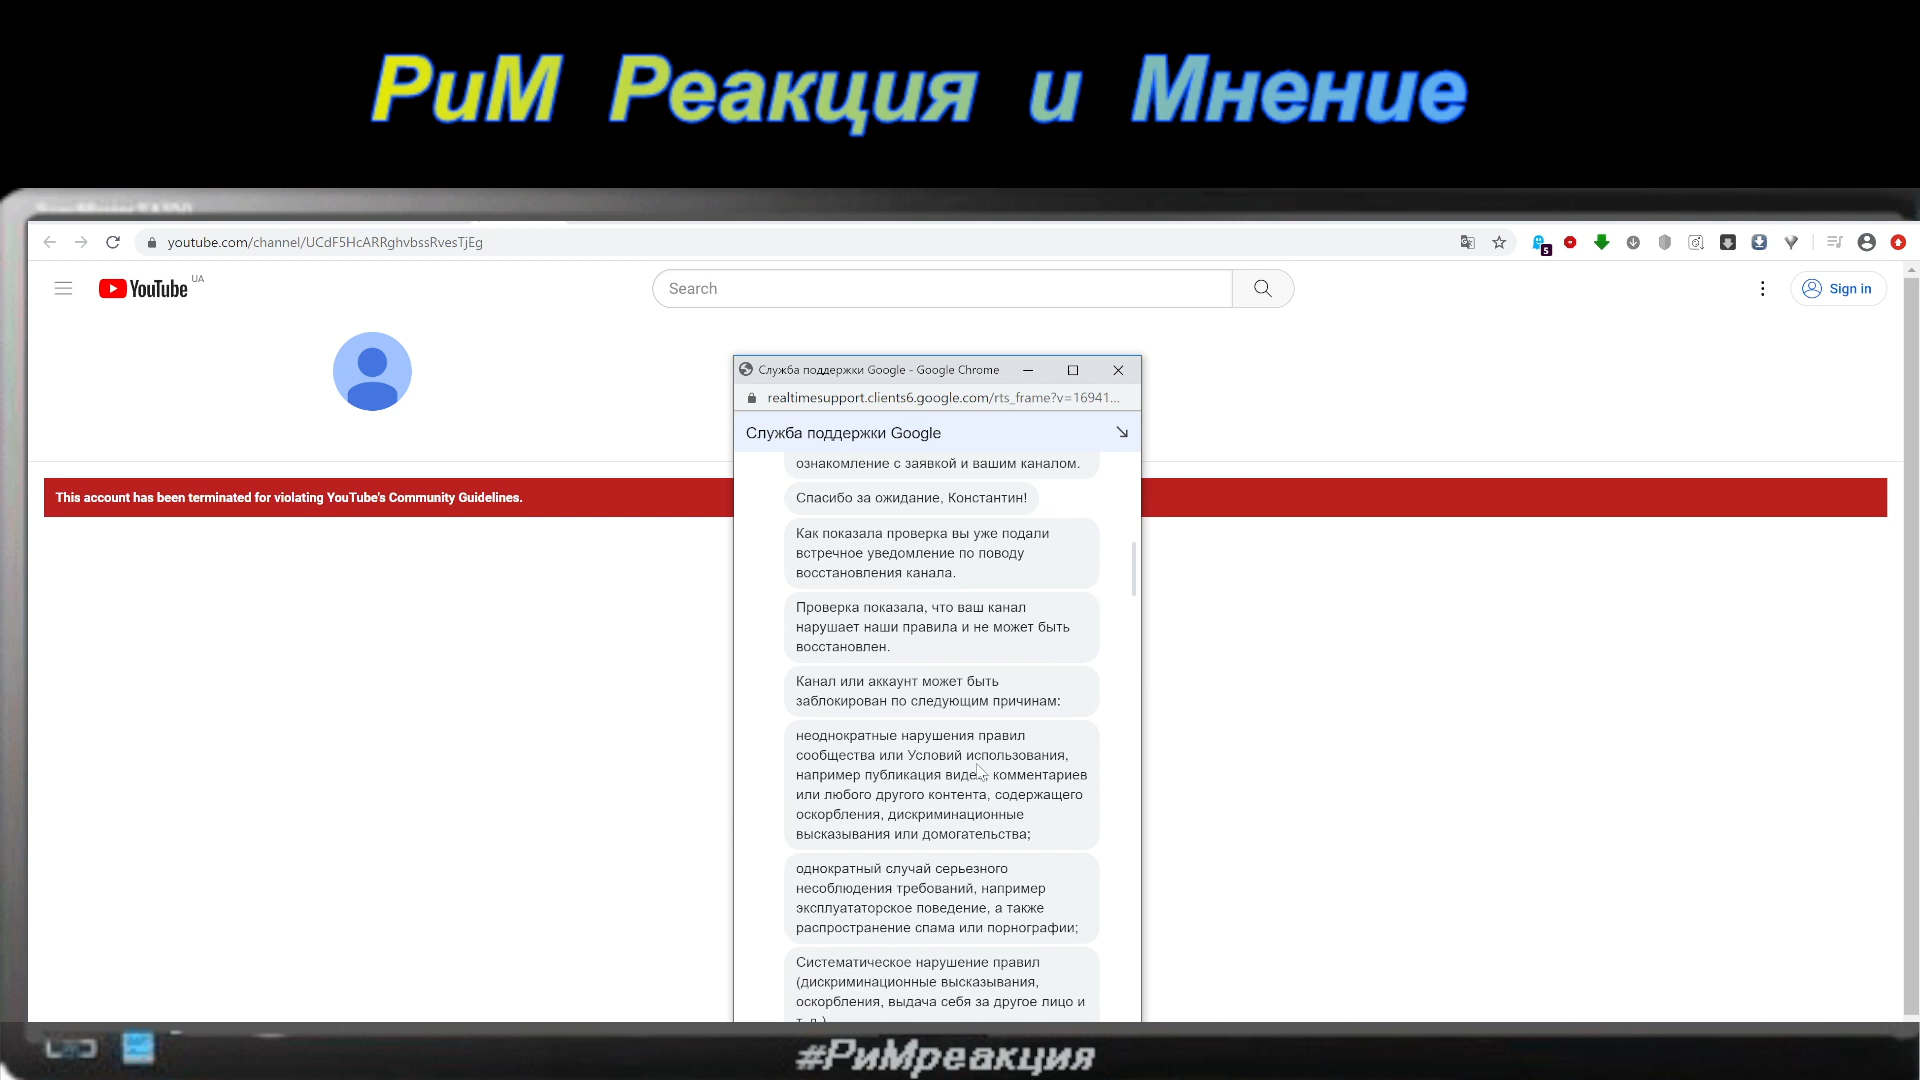 РиМ Реакция и Мнение
youtube.com/channel/UCdF5HcARRghvbssRvesTjEg
5
YouTube UA
Search
Sign in
Служба поддержки Google - Google Chrome
realtimesupport.clients6.google.com/rts_frame?v=16941...
Служба поддержки Google
ознакомление с заявкой и вашим каналом.
This account has been terminated for violating YouTube's Community Guidelines.
Спасибо за ожидание, Константин!
Как показала проверка вы уже подали
встречное уведомление по поводу
восстановления канала.
Проверка показала, что ваш канал
нарушает наши правила и не может быть
восстановлен.
Канал или аккаунт может быть
заблокирован по следующим причинам:
неоднократные нарушения правил
сообщества или Условий использования,
например публикация видео, комментариев
или любого другого контента, содержащего
оскорбления, дискриминационные
высказывания или домогательства;
однократный случай серьезного
несоблюдения требований, например
эксплуататорское поведение, а также
распространение спама или порнографии;
Систематическое нарушение правил
(дискриминационные высказывания,
оскорбления, выдача себя за другое лицо и
т. д.)
#РиМреакция